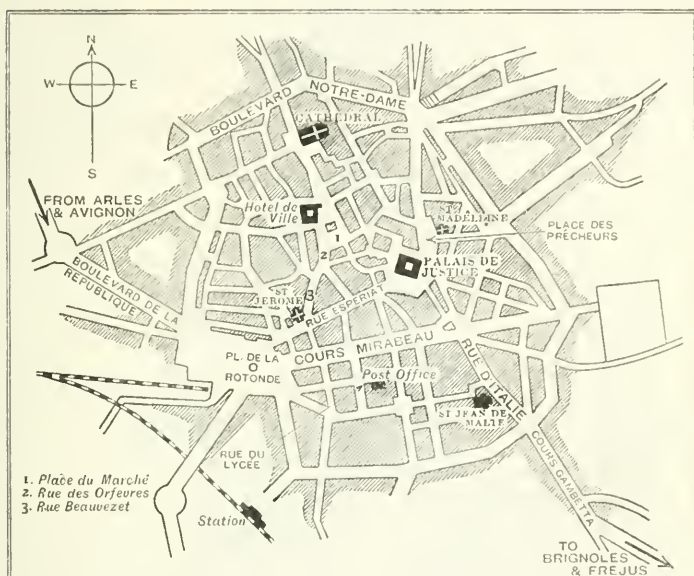 N
W
E
S
BOULEVARD NOTRE-DAME
CATHEDRAL
FROM ARLES
& AVIGNON
Hotel de
Ville
1
2
ST
MADELEINE
PLACE DES
PRÊCHEURS
PALAIS DE
JUSTICE
BOULEVARD DE LA
RÉPUBLIQUE
ST
JEROME
3
RUE ESPERIAT
COURS MIRABEAU
PL. DE LA
ROTONDE
Post Office
RUE D'ITALIE
ST JEAN DE
MALTE
COURS GAMBETTA
RUE DU
LYCÉE
1. Place du Marché
2. Rue des Orfevres
3. Rue Beauvezet
Station
TO
BRIGNOLES
& FREJUS